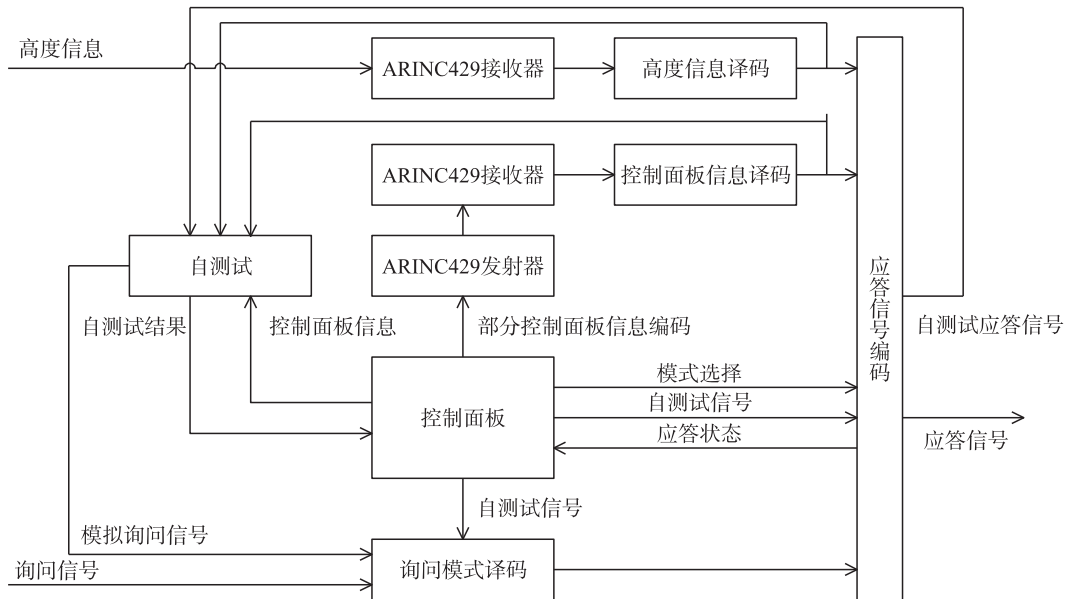 高度信息
ARINC429接收器
高度信息译码
ARINC429接收器
控制面板信息译码
自测试
ARINC429发射器
应答信号编码
自测试结果
控制面板信息
部分控制面板信息编码
自测试应答信号
模式选择
控制面板
自测试信号
应答状态
应答信号
自测试信号
模拟询问信号
询问信号
询问模式译码